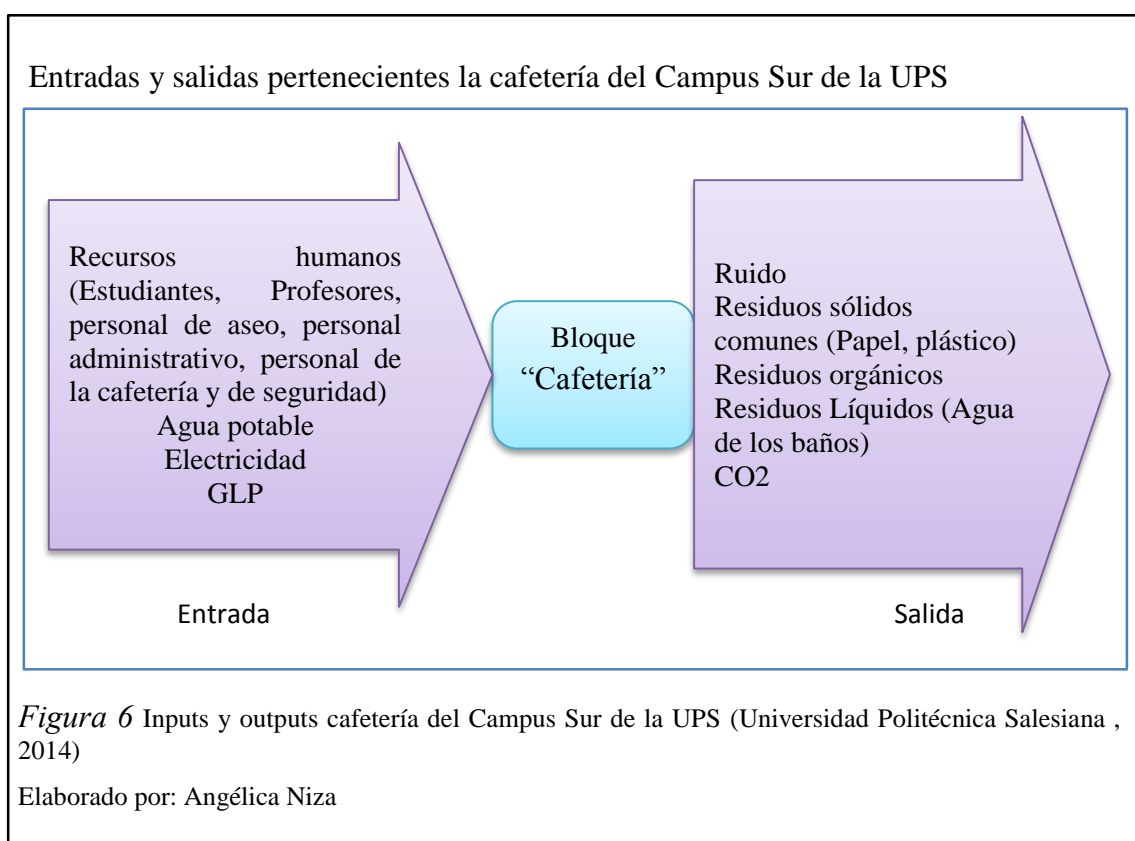 Entradas y salidas pertenecientes la cafetería del Campus Sur de la UPS
Recursos humanos
(Estudiantes, Profesores,
personal de aseo, personal
administrativo, personal de
la cafetería y de seguridad)
Agua potable
Electricidad
GLP
Entrada
Bloque
“Cafetería”
Ruido
Residuos sólidos
comunes (Papel, plástico)
Residuos orgánicos
Residuos Líquidos (Agua
de los baños)
CO2
Salida
Figura 6 Inputs y outputs cafetería del Campus Sur de la UPS (Universidad Politécnica Salesiana ,
2014)
Elaborado por: Angélica Niza